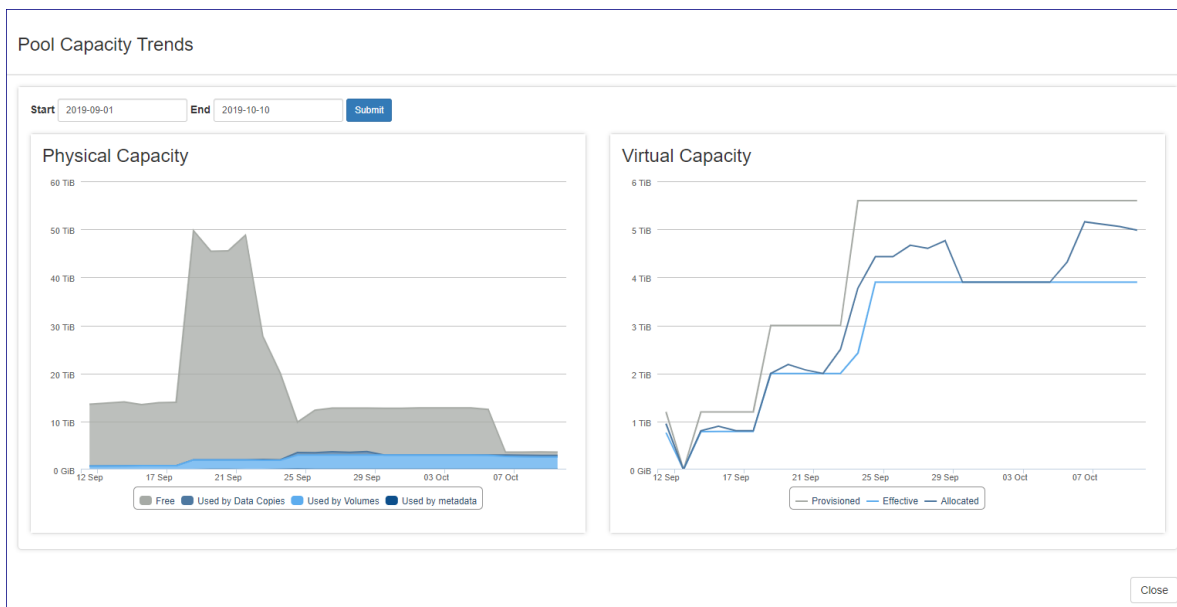 Pool Capacity Trends
Start 2019-09-01 End 2019-10-10 Submit
Physical Capacity
60 TiB
50 TiB
40 TiB
30 TiB
20 TiB
10 TiB
0 GiB
12 Sep 17 Sep 21 Sep 25 Sep 29 Sep 03 Oct 07 Oct
Free Used by Data Copies Used by Volumes Used by metadata
Virtual Capacity
6 TiB
5 TiB
4 TiB
3 TiB
2 TiB
1 TiB
0 GiB
12 Sep 17 Sep 21 Sep 25 Sep 29 Sep 03 Oct 07 Oct
Provisioned Effective Allocated
Close